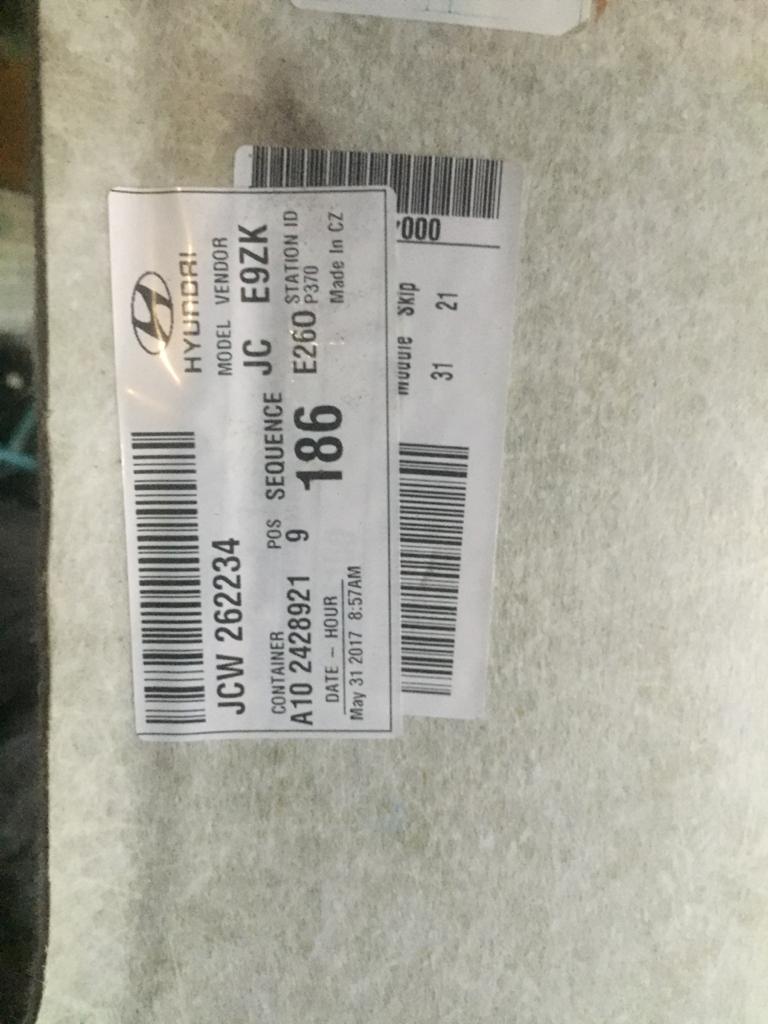 HYUNDAI
JCW 262234
MODEL VENDOR
JC E9ZK
CONTAINER POS SEQUENCE
A10 2428921 9 186 E260 STATION ID
P370
DATE – HOUR
May 31 2017 8:57AM
Made In CZ
000
Module Skip
31 21